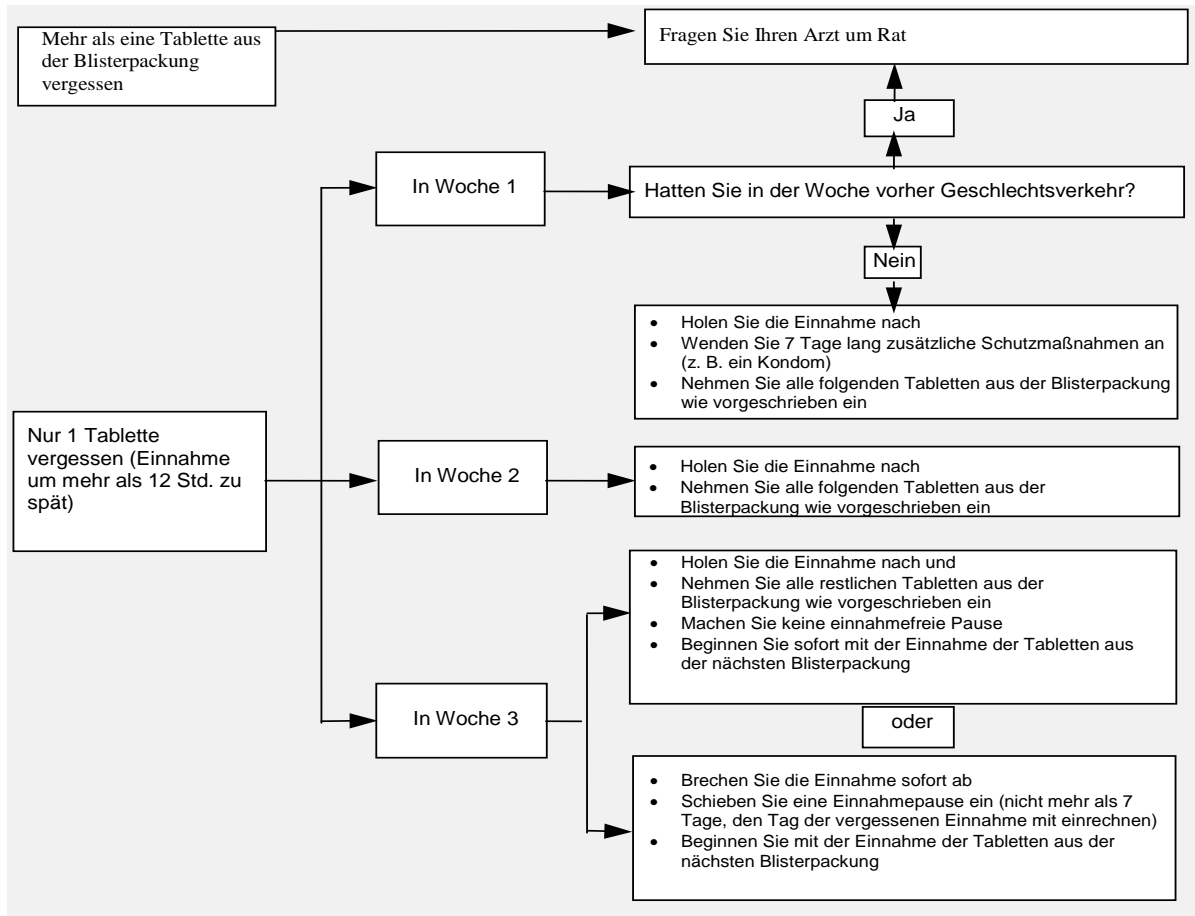 Mehr als eine Tablette aus
der Blisterpackung
vergessen
Fragen Sie Ihren Arzt um Rat
Ja
In Woche 1
Hatten Sie in der Woche vorher Geschlechtsverkehr?
Nein
• Holen Sie die Einnahme nach
• Wenden Sie 7 Tage lang zusätzliche Schutzmaßnahmen an
(z. B. ein Kondom)
• Nehmen Sie alle folgenden Tabletten aus der Blisterpackung
wie vorgeschrieben ein
Nur 1 Tablette
vergessen (Einnahme
um mehr als 12 Std. zu
spät)
In Woche 2
• Holen Sie die Einnahme nach
• Nehmen Sie alle folgenden Tabletten aus der
Blisterpackung wie vorgeschrieben ein
In Woche 3
• Holen Sie die Einnahme nach und
• Nehmen Sie alle restlichen Tabletten aus der
Blisterpackung wie vorgeschrieben ein
• Machen Sie keine einnahmefreie Pause
• Beginnen Sie sofort mit der Einnahme der Tabletten aus
der nächsten Blisterpackung
oder
• Brechen Sie die Einnahme sofort ab
• Schieben Sie eine Einnahmepause ein (nicht mehr als 7
Tage, den Tag der vergessenen Einnahme mit einrechnen)
• Beginnen Sie mit der Einnahme der Tabletten aus der
nächsten Blisterpackung